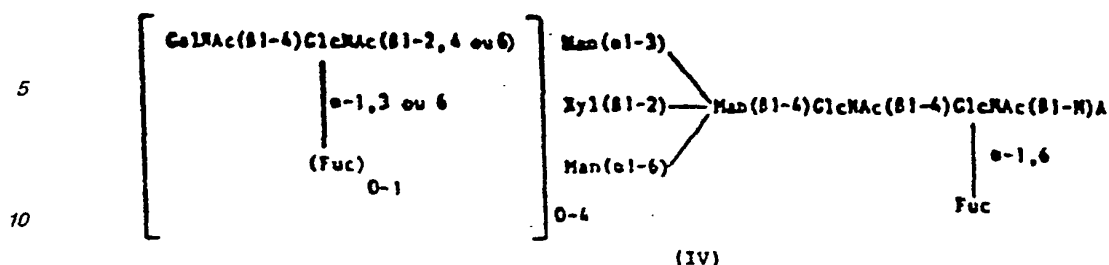 GalNAc(β1-4)GlcNAc(β1-2,4 ou 6) Man(α1-3)
5
α-1,3 ou 6 Xyl(β1-2) Man(β1-4)GlcNAc(β1-4)GlcNAc(β1-N)A
(Fuc) 0-1 Man(α1-6) α-1,6
10
0-4 Fuc
(IV)